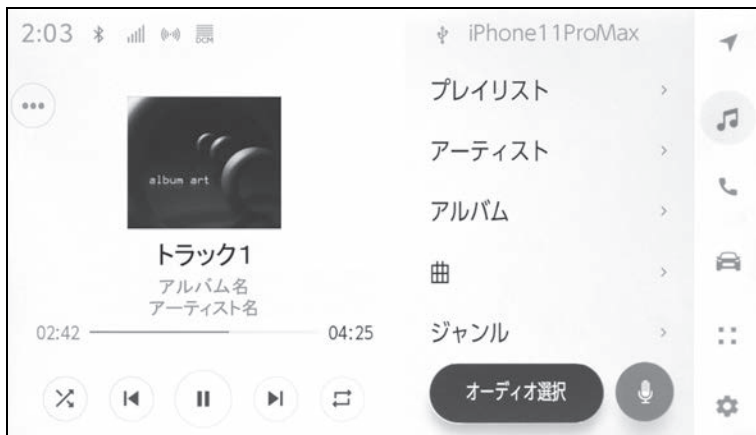 2:03
DCM
album art
トラック1
アルバム名
アーティスト名
02:42
04:25
iPhone11ProMax
プレイリスト
アーティスト
アルバム
曲
ジャンル
オーディオ選択